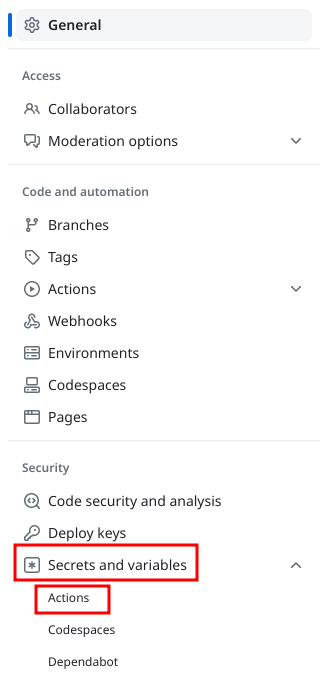 General
Access
Collaborators
Moderation options
Code and automation
Branches
Tags
Actions
Webhooks
Environments
Codespaces
Pages
Security
Code security and analysis
Deploy keys
Secrets and variables
Actions
Codespaces
Dependabot